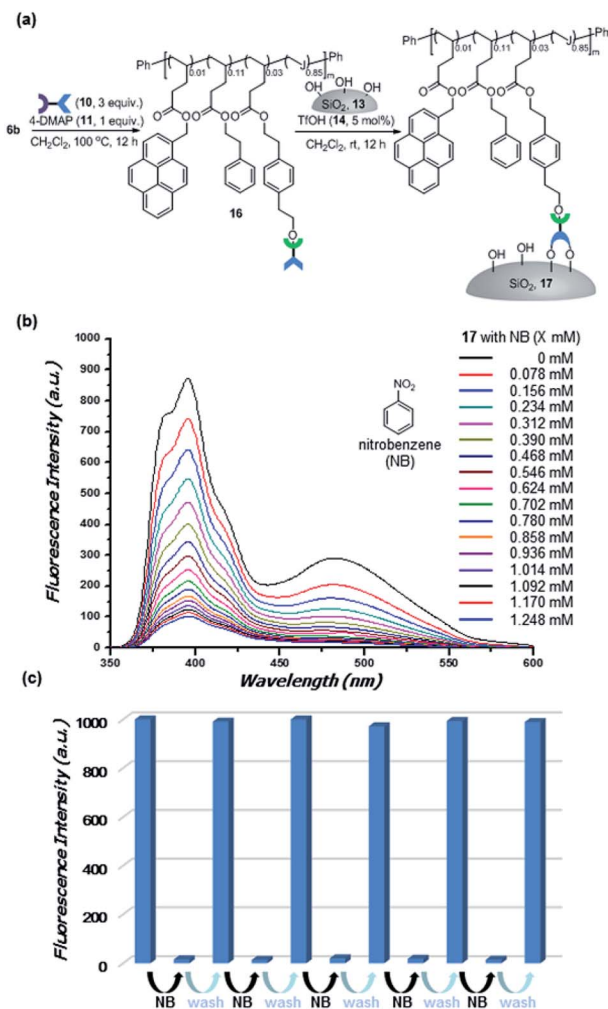 (a)
Ph 0.01 0.11 0.03 J 0.85 m Ph
(10, 3 equiv.)
4-DMAP (11, 1 equiv.)
6b
CH2Cl2, 100 °C, 12 h
O O O O O O
O
16
OH OH OH
SiO2, 13
TfOH (14, 5 mol%)
CH2Cl2, rt, 12 h
Ph 0.01 0.11 0.03 J 0.85 m Ph
O O O O O O
O
OH OH O O
SiO2, 17
(b)
Fluorescence Intensity (a.u.)
1000
900
800
700
600
500
400
300
200
100
0
350 400 450 500 550 600
Wavelength (nm)
NO2
nitrobenzene
(NB)
17 with NB (X mM)
0 mM
0.078 mM
0.156 mM
0.234 mM
0.312 mM
0.390 mM
0.468 mM
0.546 mM
0.624 mM
0.702 mM
0.780 mM
0.858 mM
0.936 mM
1.014 mM
1.092 mM
1.170 mM
1.248 mM
(c)
Fluorescence Intensity (a.u.)
1000
800
600
400
200
0
NB wash NB wash NB wash NB wash NB wash